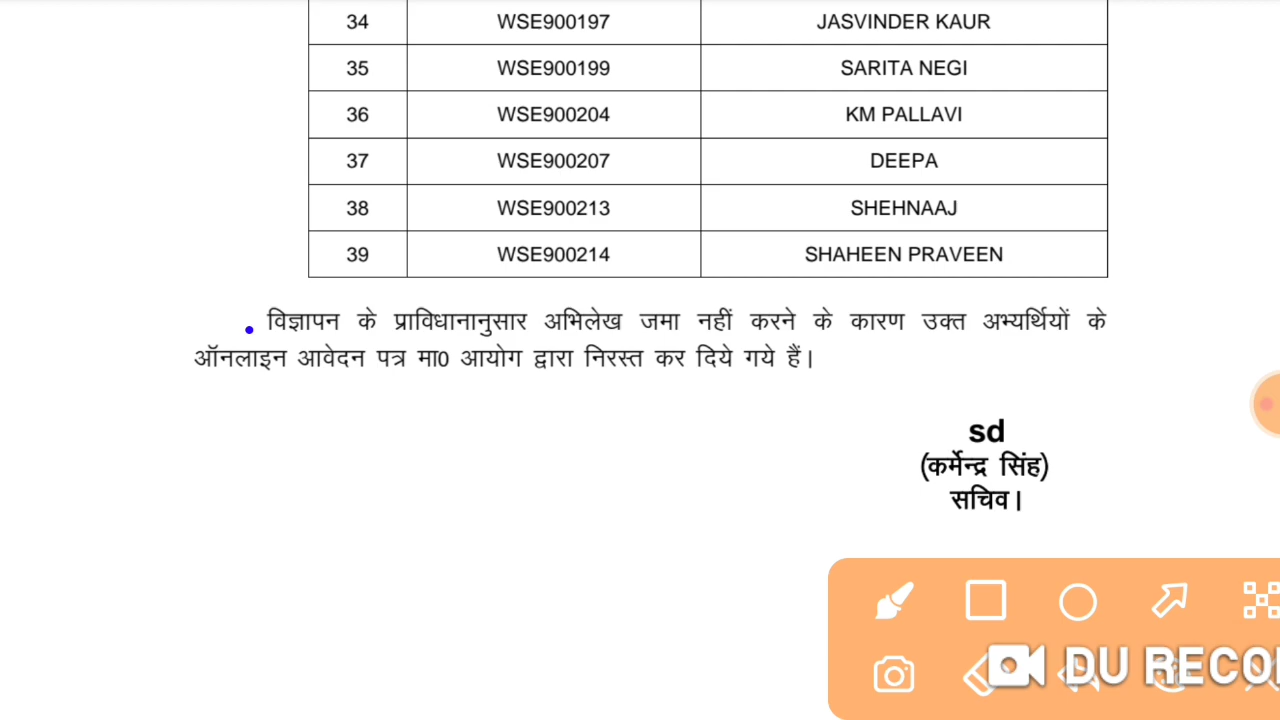 34 WSE900197 JASVINDER KAUR
35 WSE900199 SARITA NEGI
36 WSE900204 KM PALLAVI
37 WSE900207 DEEPA
38 WSE900213 SHEHNAAJ
39 WSE900214 SHAHEEN PRAVEEN
विज्ञापन के प्राविधानानुसार अभिलेख जमा नहीं करने के कारण उक्त अभ्यर्थियों के
ऑनलाइन आवेदन पत्र मा0 आयोग द्वारा निरस्त कर दिये गये हैं।
sd
(कर्मेन्द्र सिंह)
सचिव।
DU RECO